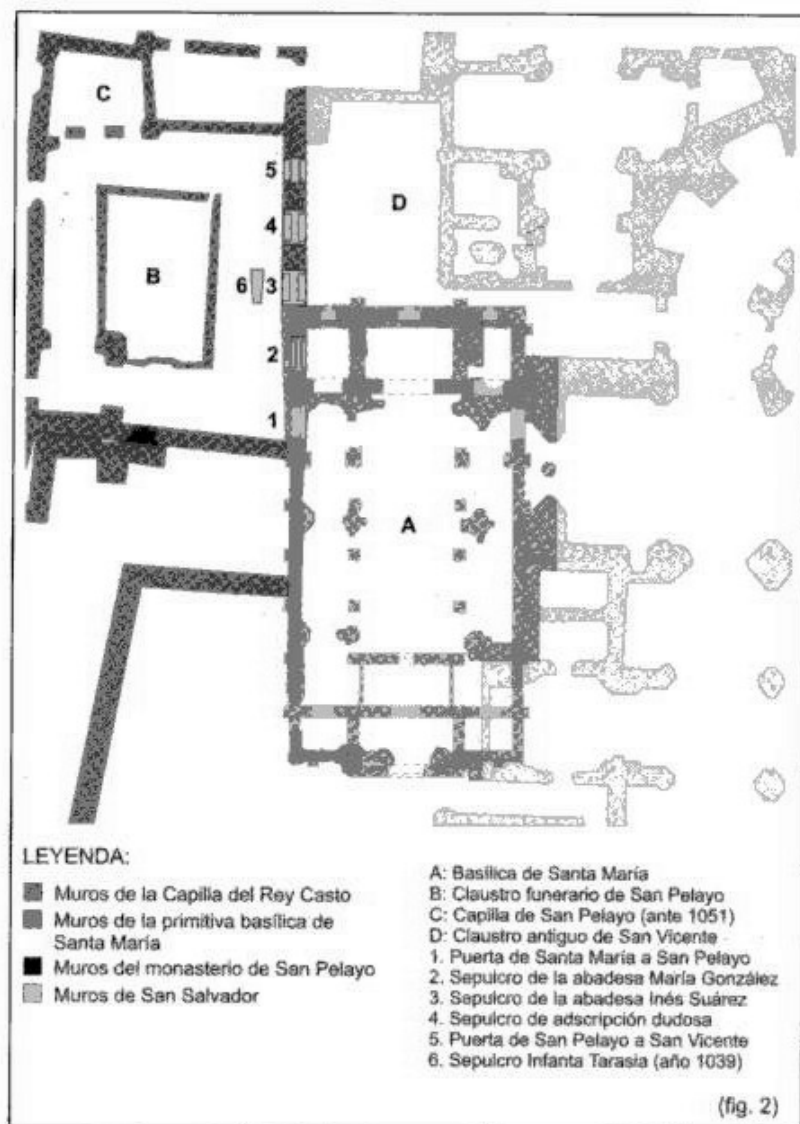 C
5
D
4
B
6 3
2
1
A
LEYENDA:
Muros de la Capilla del Rey Casto
Muros de la primitiva basílica de
Santa María
Muros del monasterio de San Pelayo
Muros de San Salvador
A: Basílica de Santa María
B: Claustro funerario de San Pelayo
C: Capilla de San Pelayo (ante 1051)
D: Claustro antiguo de San Vicente
1. Puerta de Santa María a San Pelayo
2. Sepulcro de la abadesa María González
3. Sepulcro de la abadesa Inés Suárez
4. Sepulcro de adscripción dudosa
5. Puerta de San Pelayo a San Vicente
6. Sepulcro Infanta Tarasia (año 1039)
(fig. 2)